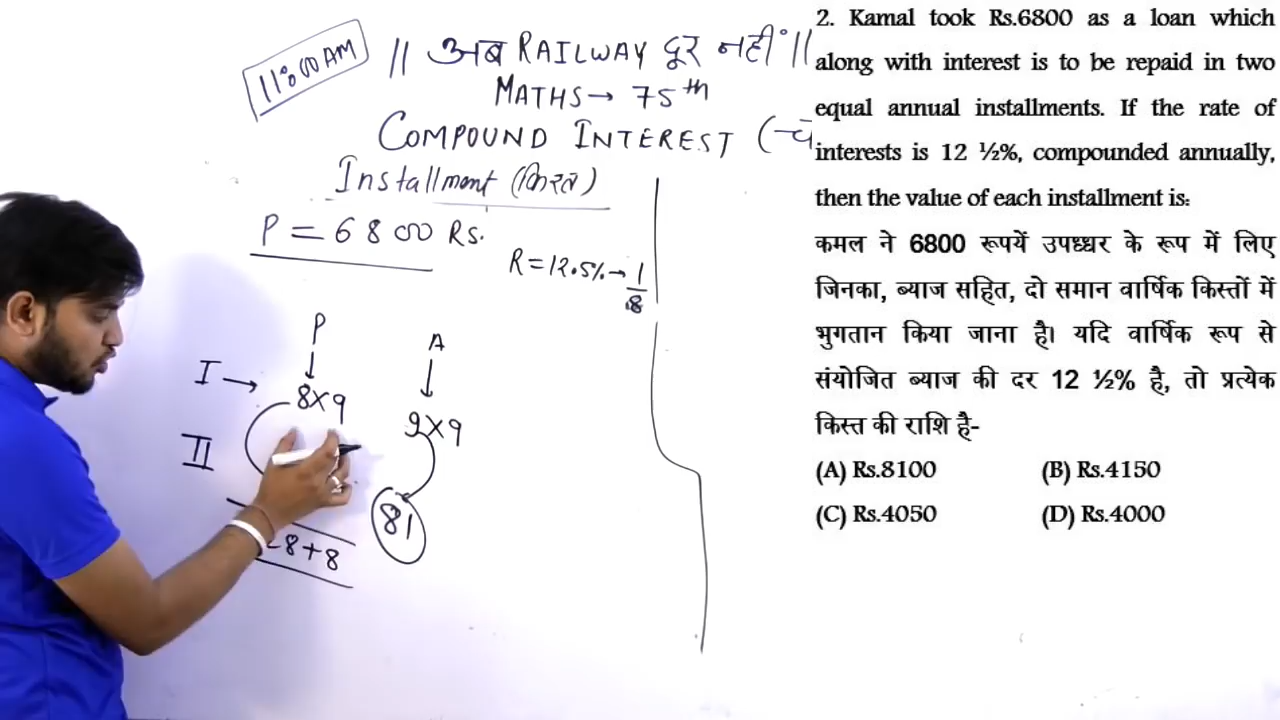 11:00 AM
|| अब RAILWAY दूर नहीं ||
MATHS → 75th
COMPOUND INTEREST
Installment (किस्त)
P = 6800 Rs.
R = 12.5% → 1/8
P
A
I → 8×9
9×9
II
81
8+8
2. Kamal took Rs.6800 as a loan which
along with interest is to be repaid in two
equal annual installments. If the rate of
interests is 12 ½%, compounded annually,
then the value of each installment is:
कमल ने 6800 रूपयें उपध्धर के रूप में लिए
जिनका, ब्याज सहित, दो समान वार्षिक किस्तों में
भुगतान किया जाना है। यदि वार्षिक रूप से
संयोजित ब्याज की दर 12 ½% है, तो प्रत्येक
किस्त की राशि है-
(A) Rs.8100 (B) Rs.4150
(C) Rs.4050 (D) Rs.4000